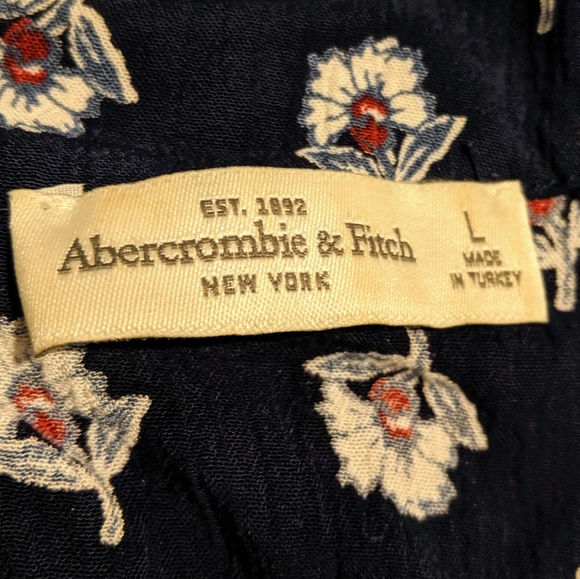 EST. 1892
Abercrombie & Fitch
NEW YORK
L
MADE
IN TURKEY